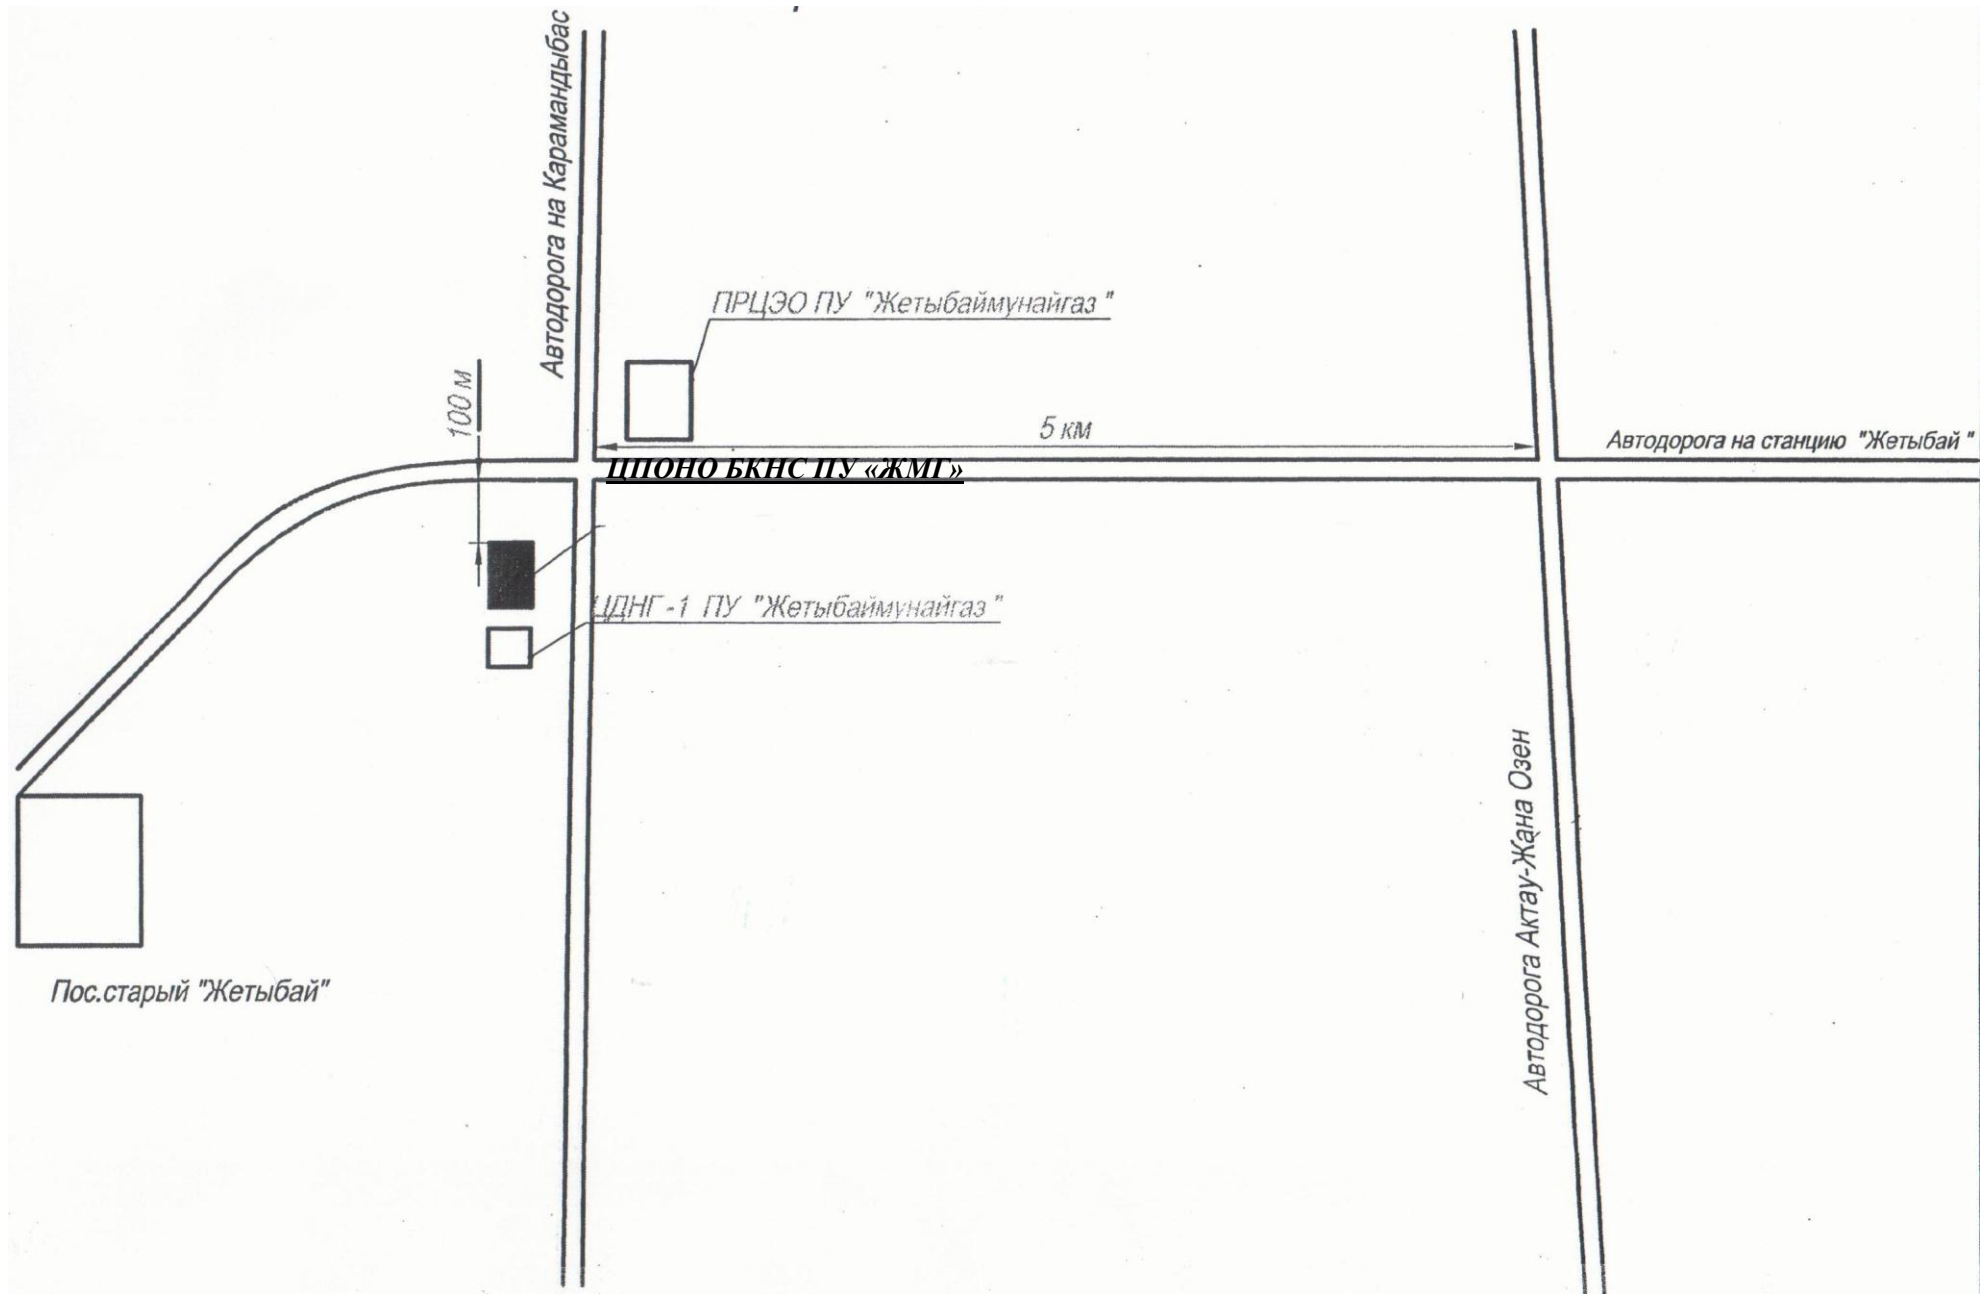 Автодорога на Карамандыбас
ПРЦЭО ПУ "Жетыбаймунайгаз"
100 м
5 км
Автодорога на станцию "Жетыбай"
ЦПОНО БКНС ПУ «ЖМГ»
ЦДНГ-1 ПУ "Жетыбаймунайгаз"
Автодорога Актау-Жана Озен
Пос.старый "Жетыбай"